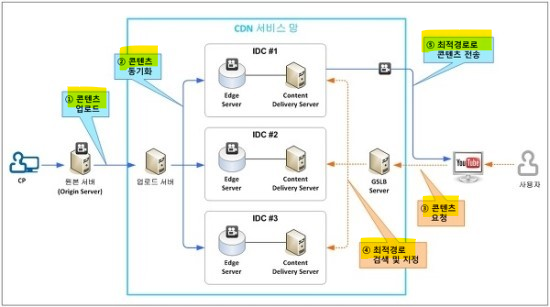 CDN 서비스 망
① 콘텐츠
업로드
② 콘텐츠
동기화
⑤ 최적경로로
콘텐츠 전송
IDC #1
Edge
Server
Content
Delivery Server
IDC #2
Edge
Server
Content
Delivery Server
IDC #3
Edge
Server
Content
Delivery Server
CP
원본 서버
(Origin Server)
업로드 서버
GSLB
Server
YouTube
사용자
③ 콘텐츠
요청
④ 최적경로
검색 및 지정